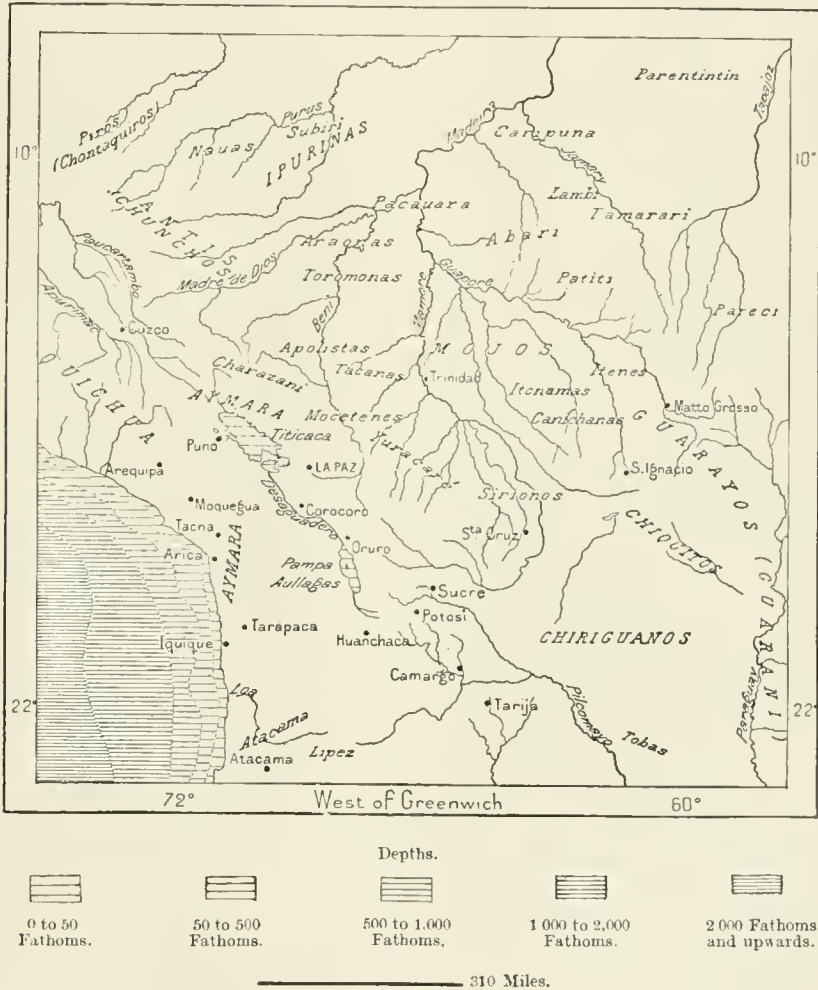 Parentintin
Tapajoz
Piros
(Chontaquiros)
Purus
Subiri
Nauas
IPURINAS
Madeira
Caripuna
Jamary
10°
10°
Lambi
Tamarari
ANTIS
CHUNCHOS
Pacauara
Araonas
Abari
Paucartambo
Madre de Dios
Toromonas
Guapore
Patiti
Apurimac
Beni
Mamore
Pareci
Cuzco
Apolistas
MOJOS
Itenes
Charazani
Tacanas
Trinidad
Itonamas
QUICHUA
AYMARA
Mocetenes
Canichanas
Matto Grosso
Puno
Titicaca
Yuracaré
GUARAYOS (GUARANI)
Arequipa
LA PAZ
S. Ignacio
Moquegua
Desaguadero
Corocoro
Sirionos
Tacna
Oruro
Sta Cruz
CHIQUITOS
Arica
AYMARA
Pampa
Aullagas
Sucre
Potosi
Tarapaca
Huanchaca
CHIRIGUANOS
Iquique
Camargo
Loa
22°
22°
Tarija
Pilcomayo
Paraguay
Atacama
Lipez
Tobas
Atacama
72°
West of Greenwich
60°
Depths.
0 to 50
Fathoms.
50 to 500
Fathoms.
500 to 1,000
Fathoms.
1 000 to 2,000
Fathoms.
2 000 Fathoms
and upwards.
310 Miles.